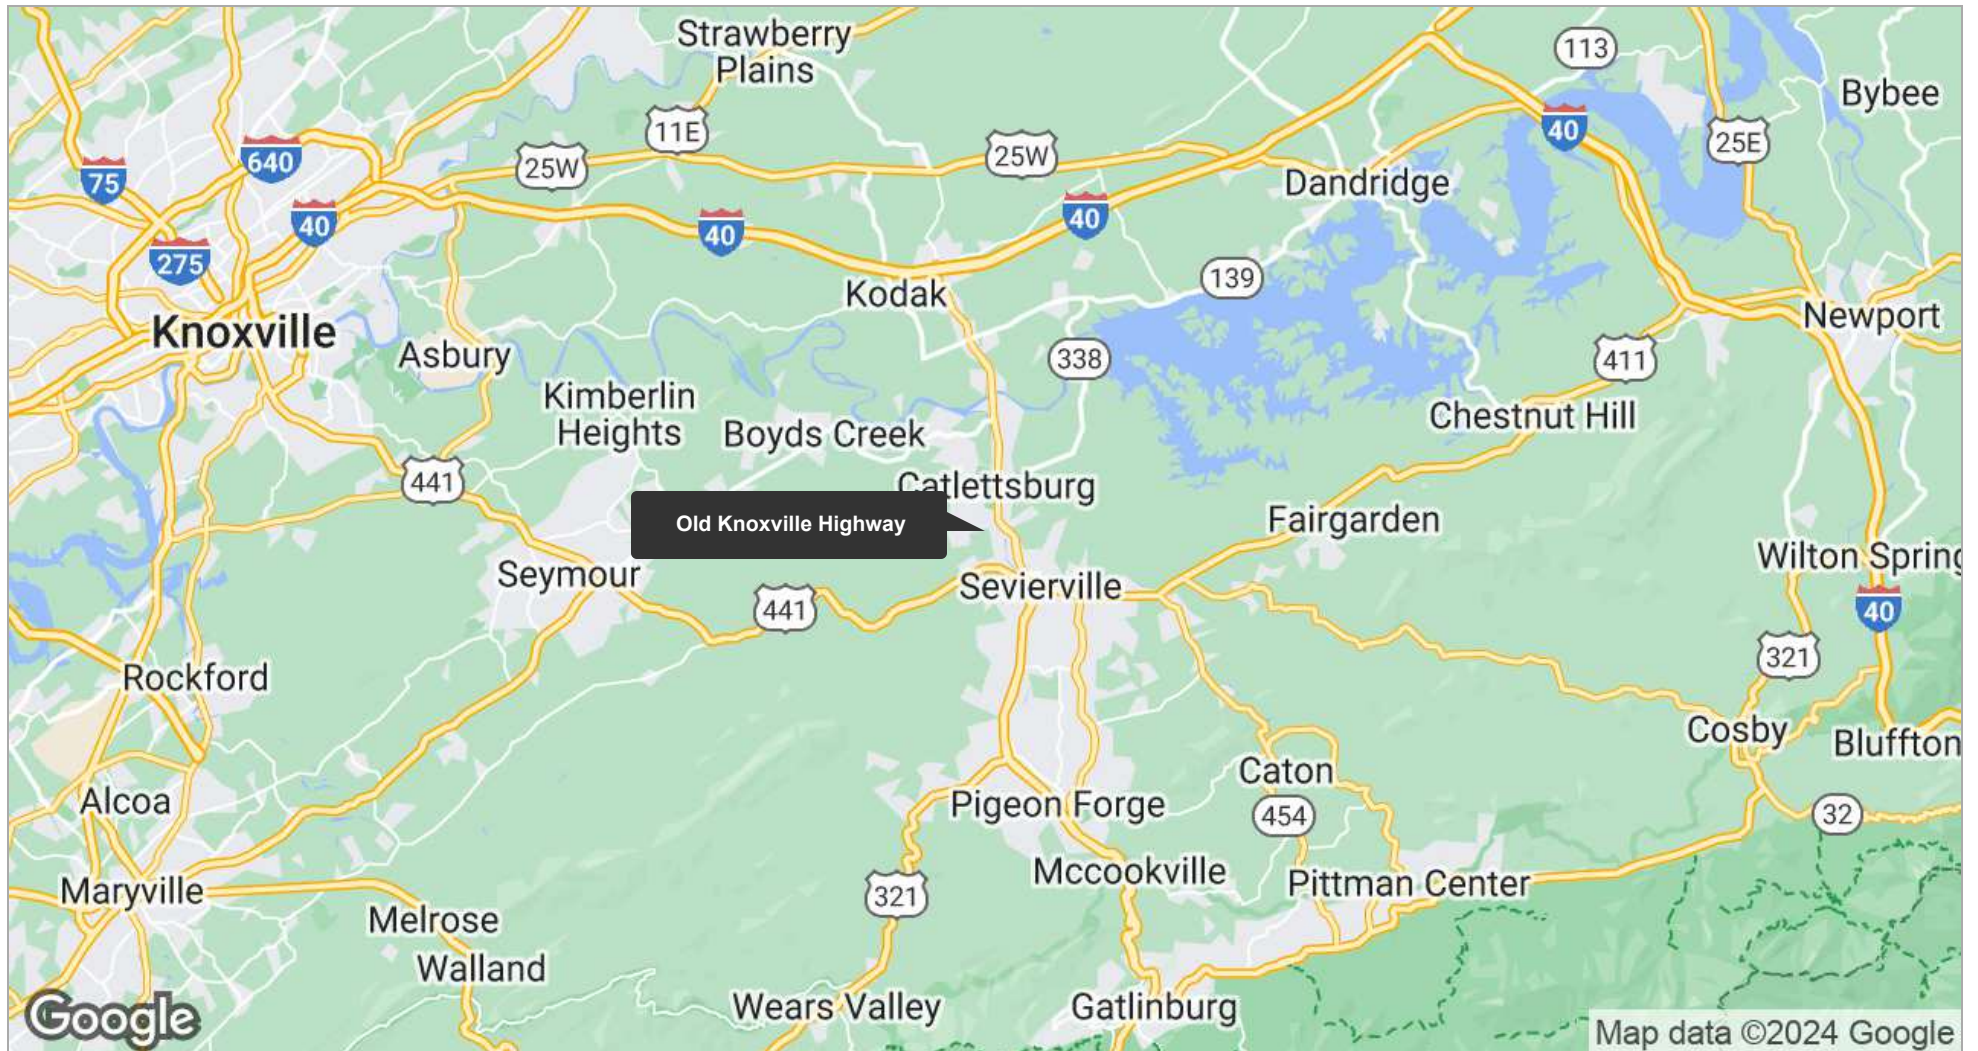 Strawberry
Plains
113
Bybee
11E
40
25E
640
25W
25W
75
Dandridge
40
40
40
275
139
Kodak
Newport
Knoxville
Asbury
338
411
Kimberlin
Heights
Chestnut Hill
Boyds Creek
441
Catlettsburg
Old Knoxville Highway
Fairgarden
Wilton Spring
Seymour
Sevierville
441
40
321
Rockford
Cosby
Bluffton
Caton
Alcoa
Pigeon Forge
454
32
Mccookville
Pittman Center
Maryville
321
Melrose
Walland
Wears Valley
Gatlinburg
Google
Map data ©2024 Google